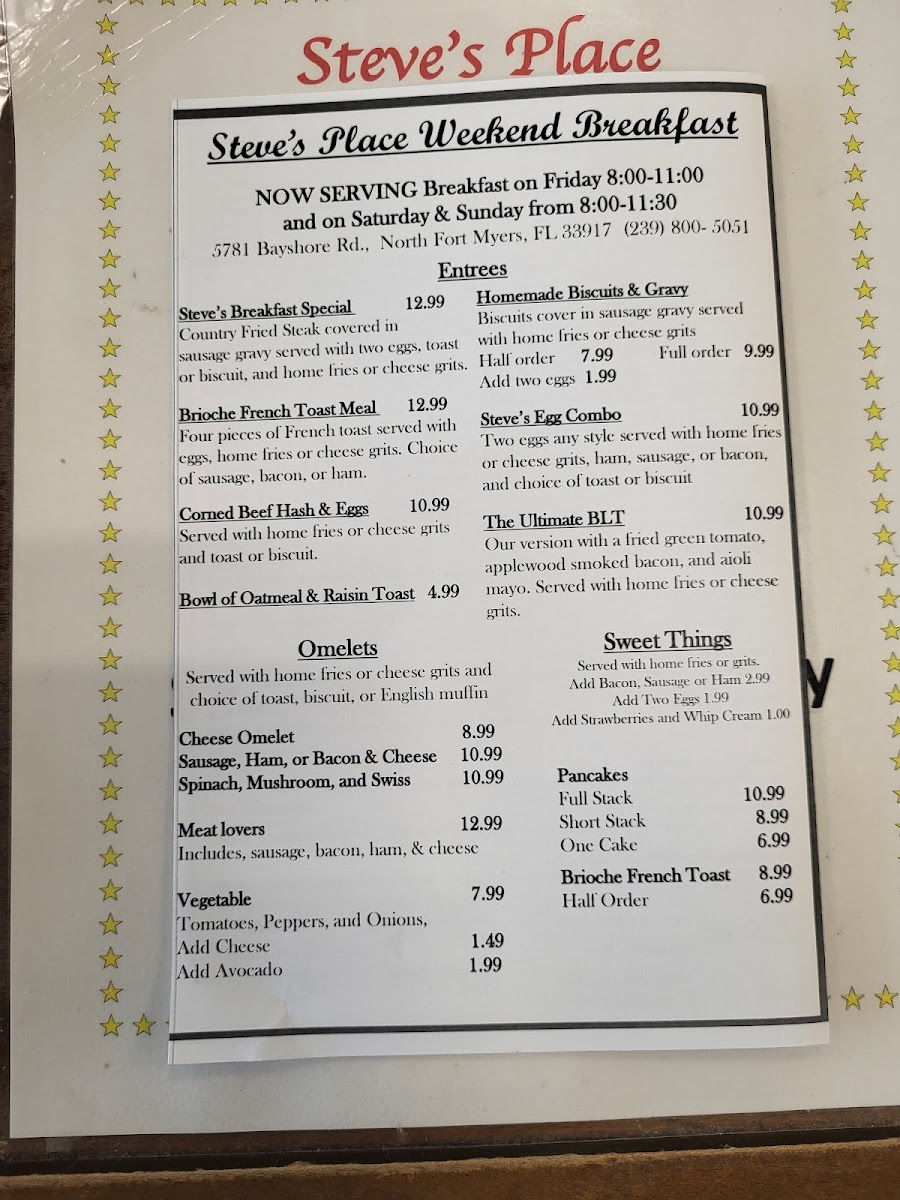 Steve's Place
Steve's Place Weekend Breakfast
NOW SERVING Breakfast on Friday 8:00-11:00
and on Saturday & Sunday from 8:00-11:30
5781 Bayshore Rd., North Fort Myers, FL 33917 (239) 800- 5051
Entrees
Steve's Breakfast Special 12.99
Country Fried Steak covered in
sausage gravy served with two eggs, toast
or biscuit, and home fries or cheese grits.
Brioche French Toast Meal 12.99
Four pieces of French toast served with
eggs, home fries or cheese grits. Choice
of sausage, bacon, or ham.
Corned Beef Hash & Eggs 10.99
Served with home fries or cheese grits
and toast or biscuit.
Bowl of Oatmeal & Raisin Toast 4.99
Homemade Biscuits & Gravy
Biscuits cover in sausage gravy served
with home fries or cheese grits
Half order 7.99 Full order 9.99
Add two eggs 1.99
Steve's Egg Combo 10.99
Two eggs any style served with home fries
or cheese grits, ham, sausage, or bacon,
and choice of toast or biscuit
The Ultimate BLT 10.99
Our version with a fried green tomato,
applewood smoked bacon, and aioli
mayo. Served with home fries or cheese
grits.
Omelets
Served with home fries or cheese grits and
choice of toast, biscuit, or English muffin
Cheese Omelet 8.99
Sausage, Ham, or Bacon & Cheese 10.99
Spinach, Mushroom, and Swiss 10.99
Meat lovers 12.99
Includes, sausage, bacon, ham, & cheese
Vegetable 7.99
Tomatoes, Peppers, and Onions,
Add Cheese 1.49
Add Avocado 1.99
Sweet Things
Served with home fries or grits.
Add Bacon, Sausage or Ham 2.99
Add Two Eggs 1.99
Add Strawberries and Whip Cream 1.00
Pancakes
Full Stack 10.99
Short Stack 8.99
One Cake 6.99
Brioche French Toast 8.99
Half Order 6.99